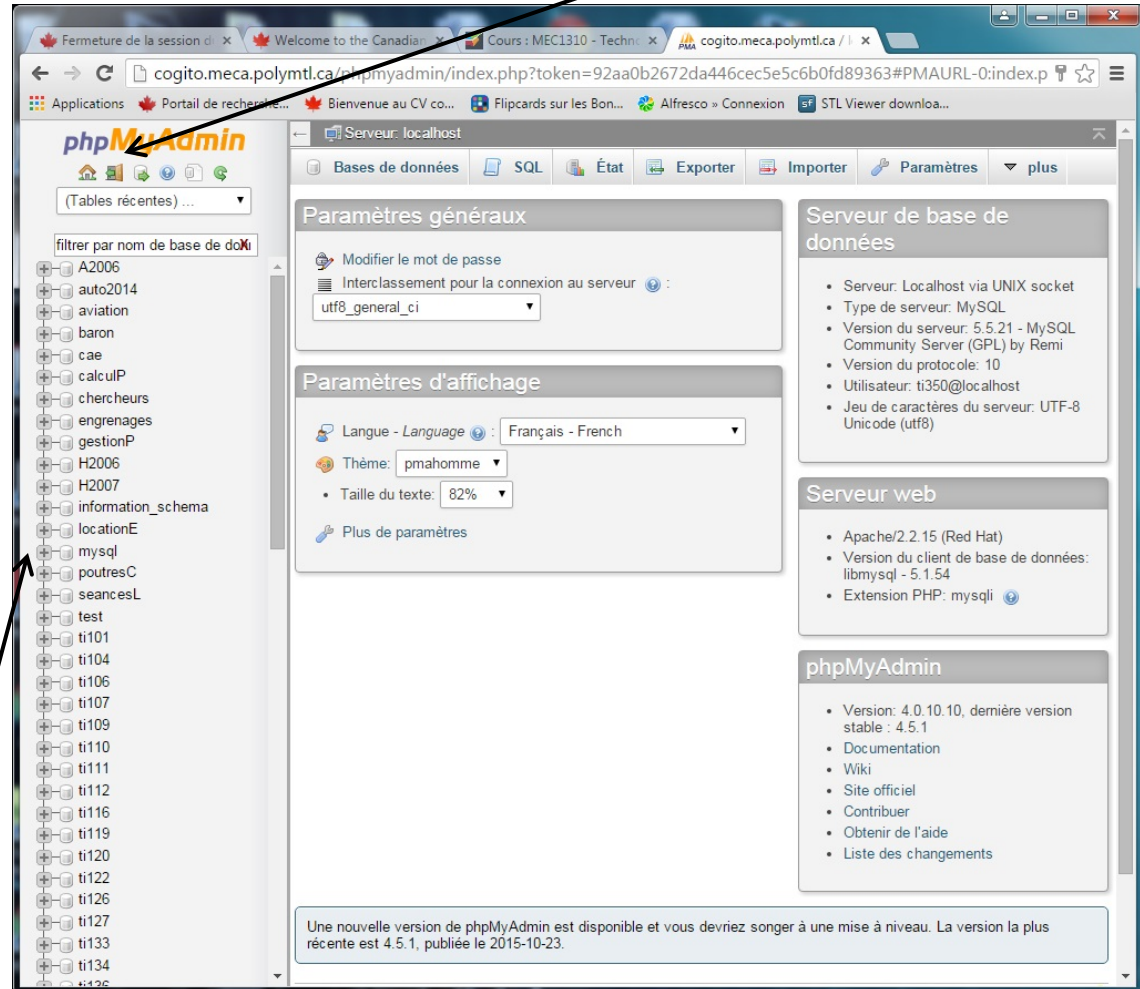 Fermeture de la session d
Welcome to the Canadian
Cours : MEC1310 - Techno
cogito.meca.polymtl.ca / l
cogito.meca.polymtl.ca/phpmyadmin/index.php?token=92aa0b2672da446cec5e5c6b0fd89363#PMAURL-0:index.p
Applications
Portail de recherche...
Bienvenue au CV co...
Flipcards sur les Bon...
Alfresco » Connexion
STL Viewer downloa...
phpMyAdmin
(Tables récentes) ...
filtrer par nom de base de
A2006
auto2014
aviation
baron
cae
calculP
chercheurs
engrenages
gestionP
H2006
H2007
information_schema
locationE
mysql
poutresC
seancesL
test
ti101
ti104
ti106
ti107
ti109
ti110
ti111
ti112
ti116
ti119
ti120
ti122
ti126
ti127
ti133
ti134
Serveur: localhost
Bases de données SQL État Exporter Importer Paramètres plus
Paramètres généraux
Modifier le mot de passe
Interclassement pour la connexion au serveur :
utf8_general_ci
Paramètres d'affichage
Langue - Language : Français - French
Thème: pmahomme
Taille du texte: 82%
Plus de paramètres
Serveur de base de
données
Serveur: Localhost via UNIX socket
Type de serveur: MySQL
Version du serveur: 5.5.21 - MySQL
Community Server (GPL) by Remi
Version du protocole: 10
Utilisateur: ti350@localhost
Jeu de caractères du serveur: UTF-8
Unicode (utf8)
Serveur web
Apache/2.2.15 (Red Hat)
Version du client de base de données:
libmysql - 5.1.54
Extension PHP: mysqli
phpMyAdmin
Version: 4.0.10.10, dernière version
stable : 4.5.1
Documentation
Wiki
Site officiel
Contribuer
Obtenir de l'aide
Liste des changements
Une nouvelle version de phpMyAdmin est disponible et vous devriez songer à une mise à niveau. La version la plus
récente est 4.5.1, publiée le 2015-10-23.